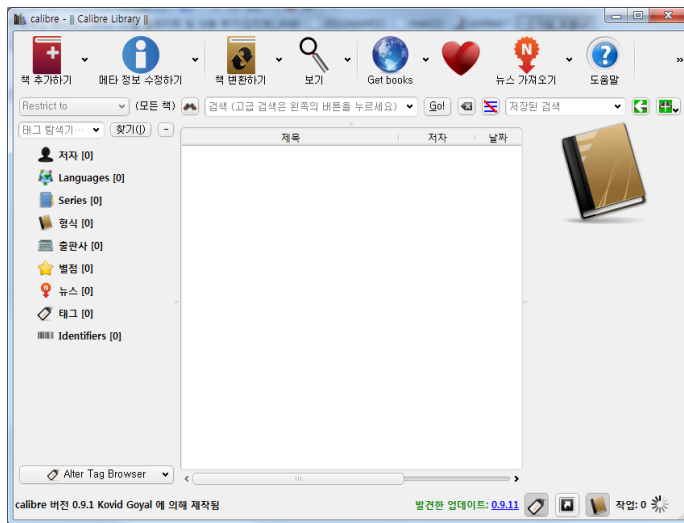 calibre - || Calibre Library ||
책 추가하기 메타 정보 수정하기 책 변환하기 보기 Get books 뉴스 가져오기 도움말
Restrict to (모든 책) 검색 (고급 검색은 왼쪽의 버튼을 누르세요) Go! 저장된 검색
태그 탐색기··· 찾기(J) -
제목 저자 날짜
저자 [0]
Languages [0]
Series [0]
형식 [0]
출판사 [0]
별점 [0]
뉴스 [0]
태그 [0]
Identifiers [0]
Alter Tag Browser
calibre 버전 0.9.1 Kovid Goyal 에 의해 제작됨 발견한 업데이트: 0.9.11 작업: 0